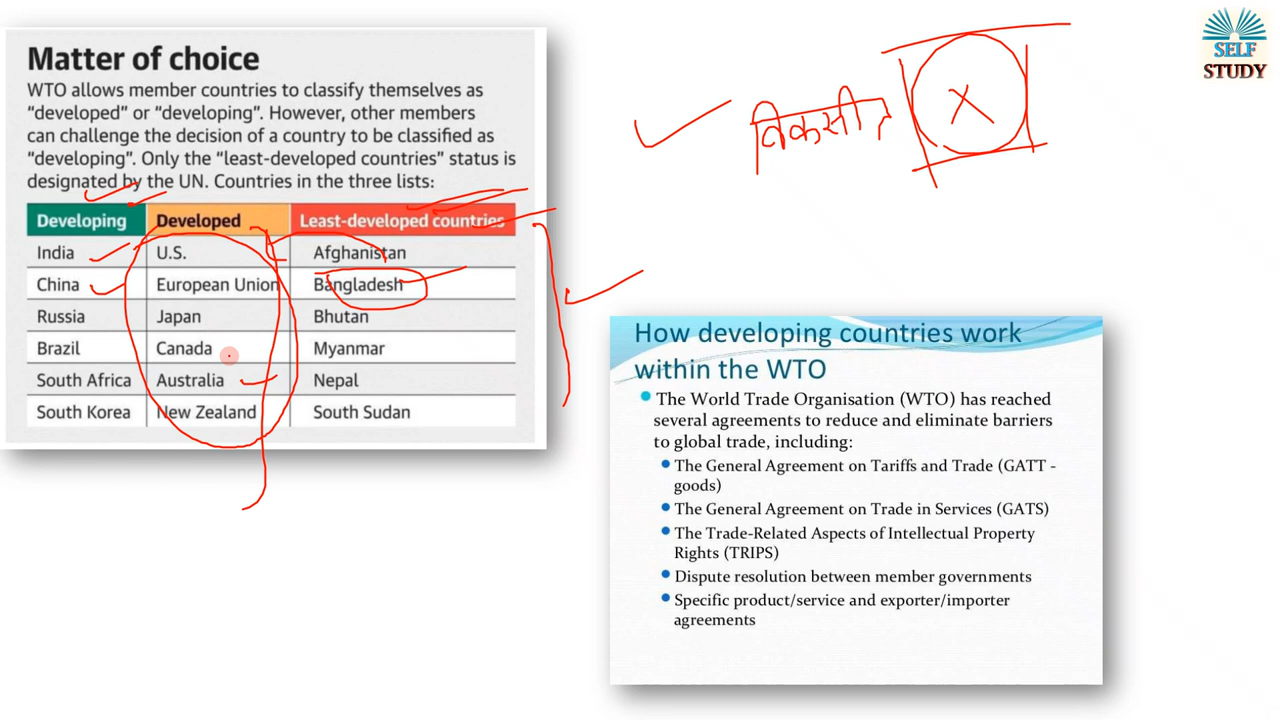 Matter of choice
WTO allows member countries to classify themselves as
“developed” or “developing”. However, other members
can challenge the decision of a country to be classified as
“developing”. Only the “least-developed countries” status is
designated by the UN. Countries in the three lists:
Developing Developed Least-developed countries
India U.S. Afghanistan
China European Union Bangladesh
Russia Japan Bhutan
Brazil Canada Myanmar
South Africa Australia Nepal
South Korea New Zealand South Sudan
विकसीत
X
SELF
STUDY
How developing countries work
within the WTO
The World Trade Organisation (WTO) has reached
several agreements to reduce and eliminate barriers
to global trade, including:
The General Agreement on Tariffs and Trade (GATT -
goods)
The General Agreement on Trade in Services (GATS)
The Trade-Related Aspects of Intellectual Property
Rights (TRIPS)
Dispute resolution between member governments
Specific product/service and exporter/importer
agreements